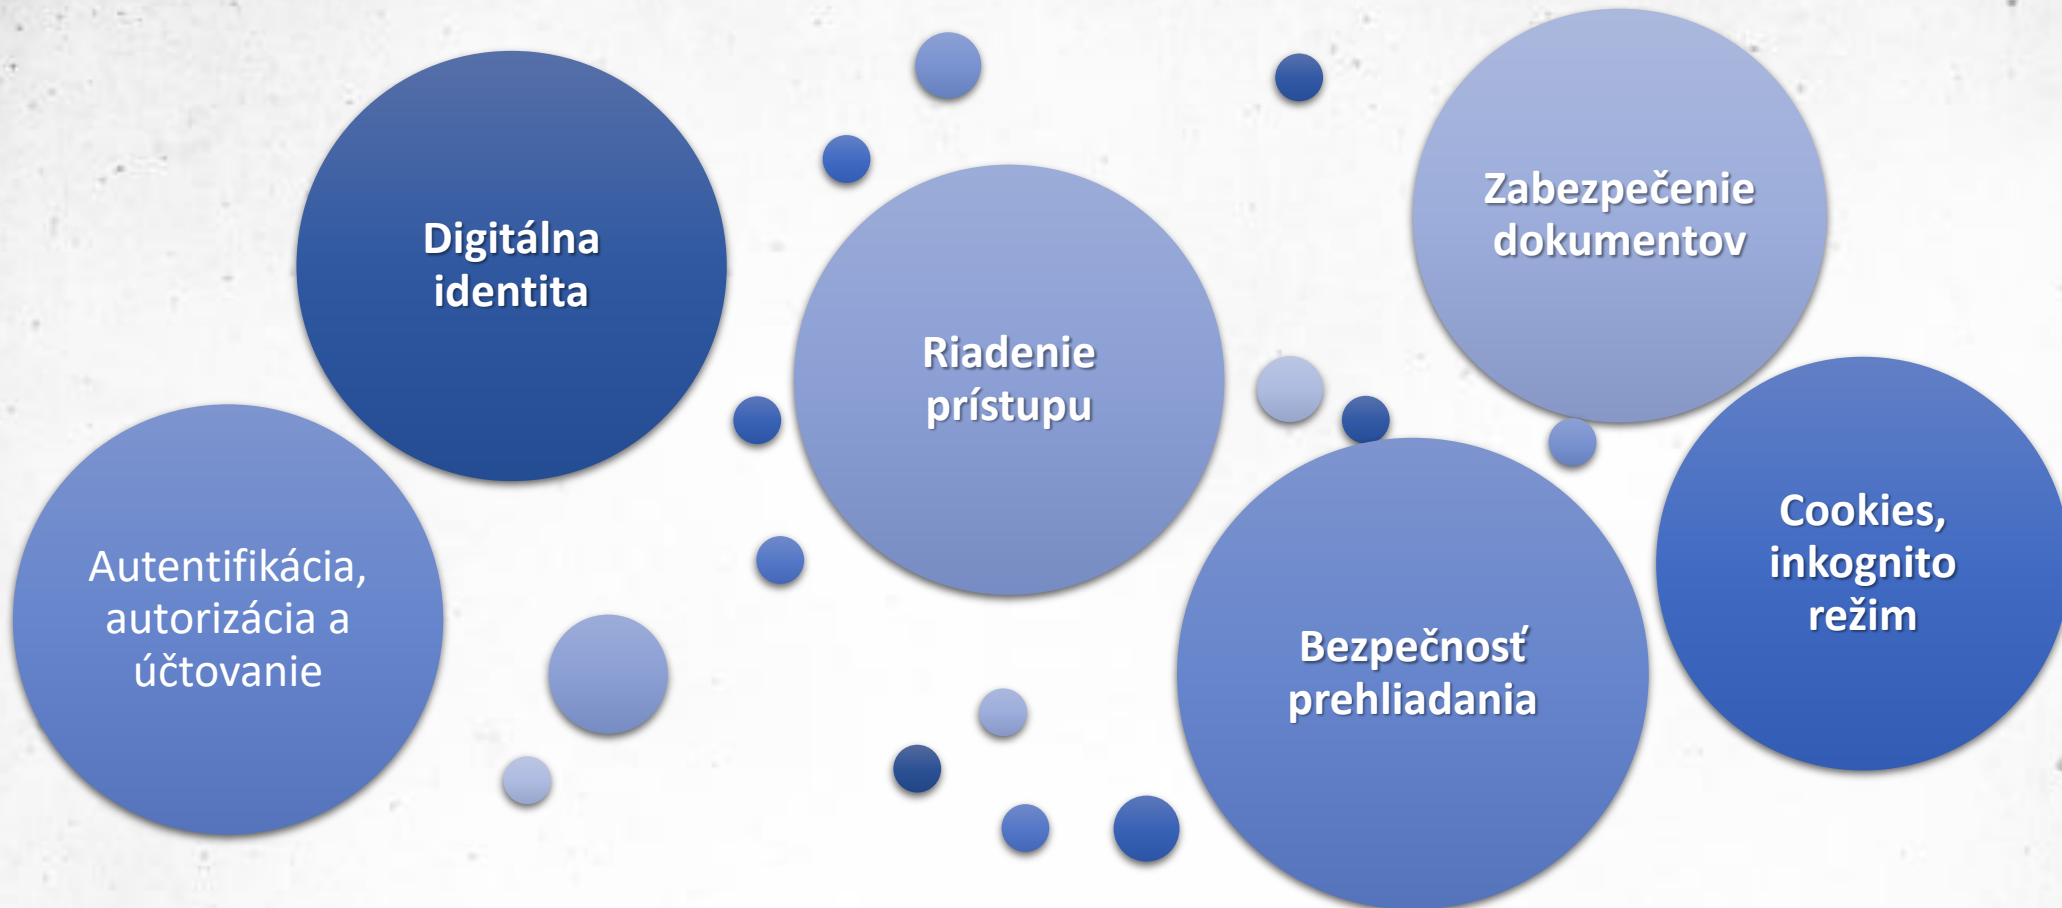 Autentifikácia,
autorizácia a
účtovanie
Digitálna
identita
Riadenie
prístupu
Bezpečnosť
prehliadania
Zabezpečenie
dokumentov
Cookies,
inkognito
režim